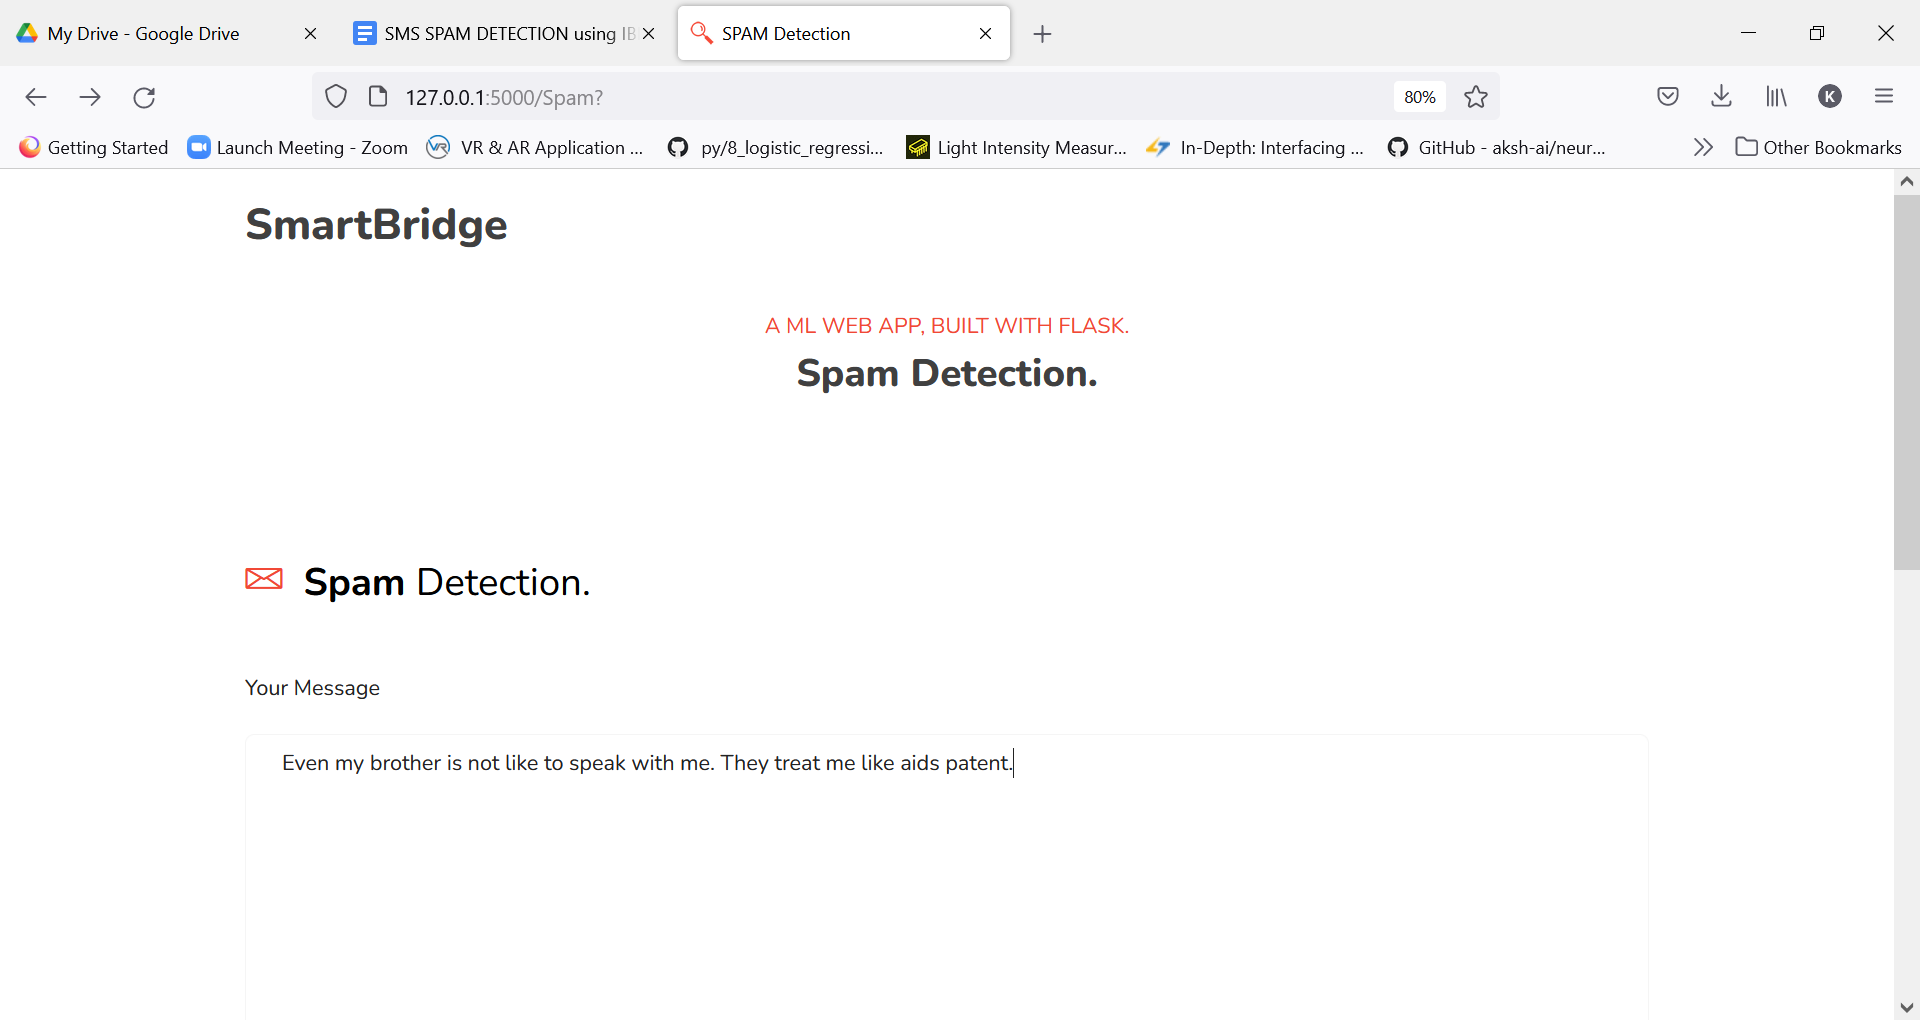 My Drive - Google Drive
SMS SPAM DETECTION using IB
SPAM Detection
127.0.0.1:5000/Spam?
80%
K
Getting Started
Launch Meeting - Zoom
VR & AR Application ...
py/8_logistic_regressi...
Light Intensity Measur...
In-Depth: Interfacing ...
GitHub - aksh-ai/neur...
Other Bookmarks
SmartBridge
A ML WEB APP, BUILT WITH FLASK.
Spam Detection.
Spam Detection.
Your Message
Even my brother is not like to speak with me. They treat me like aids patent.